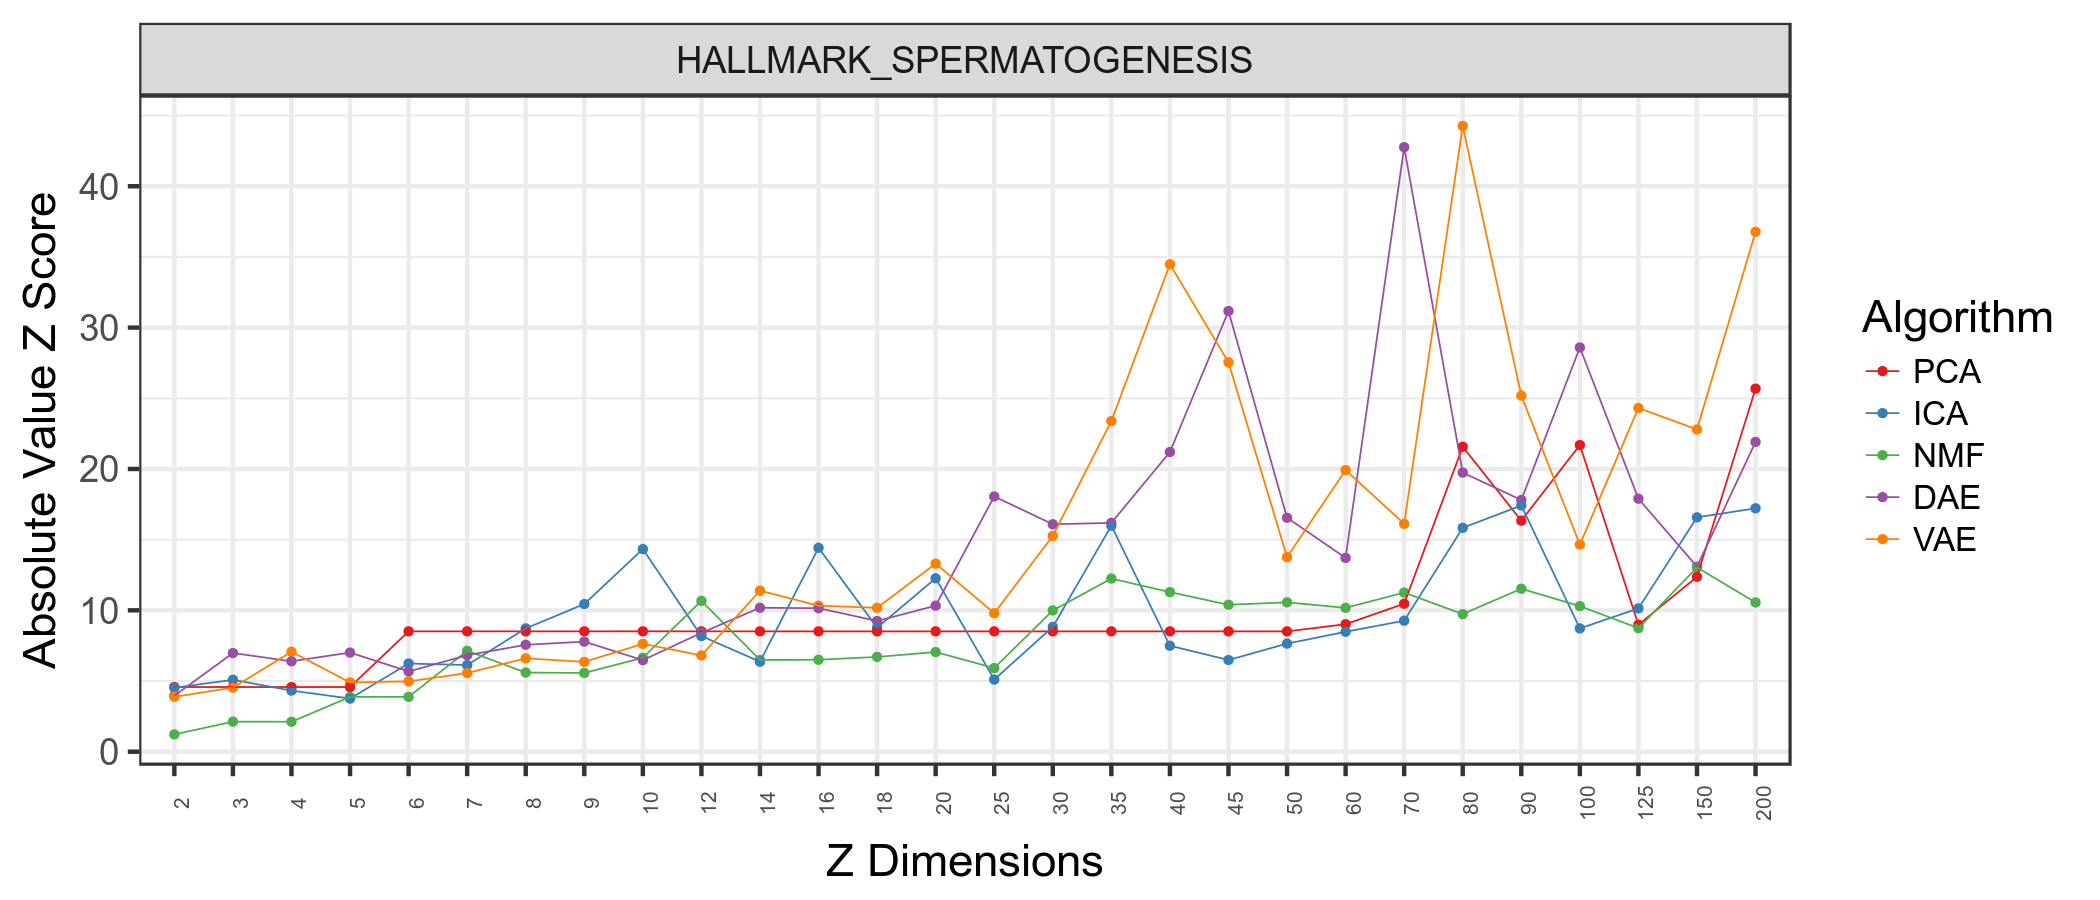 HALLMARK_SPERMATOGENESIS
Absolute Value Z Score
40
30
20
10
0
2 3 4 5 6 7 8 9 10 12 14 16 18 20 25 30 35 40 45 50 60 70 80 90 100 125 150 200
Z Dimensions
Algorithm
PCA
ICA
NMF
DAE
VAE